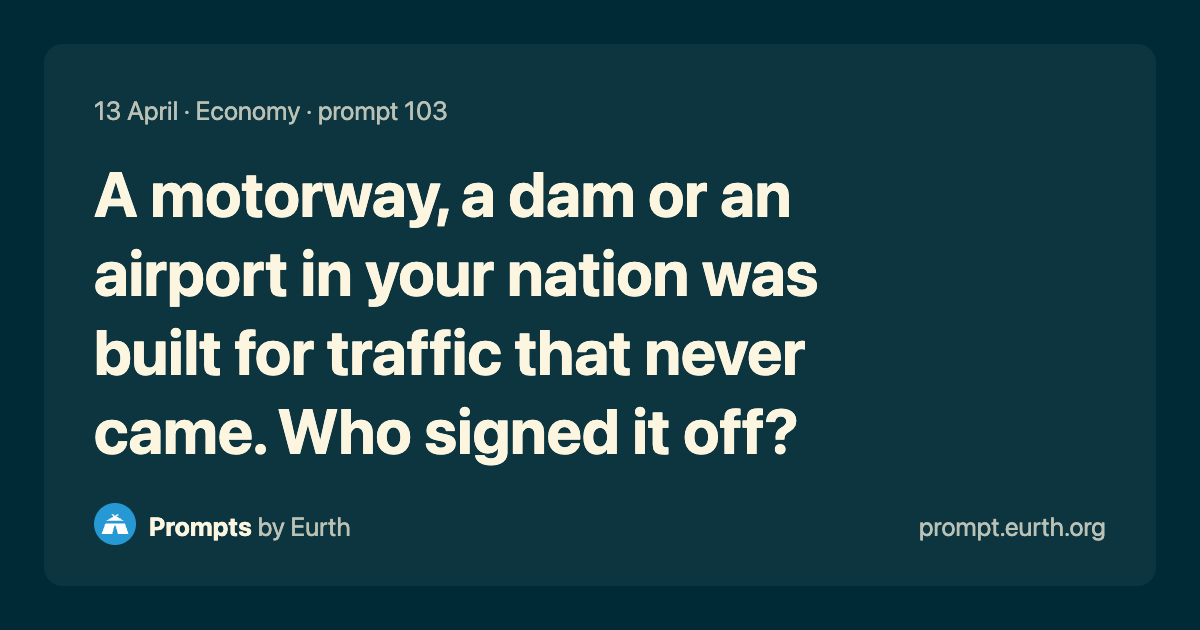 13 April · Economy · prompt 103
A motorway, a dam or an
airport in your nation was
built for traffic that never
came. Who signed it off?
Prompts by Eurth
prompt.eurth.org